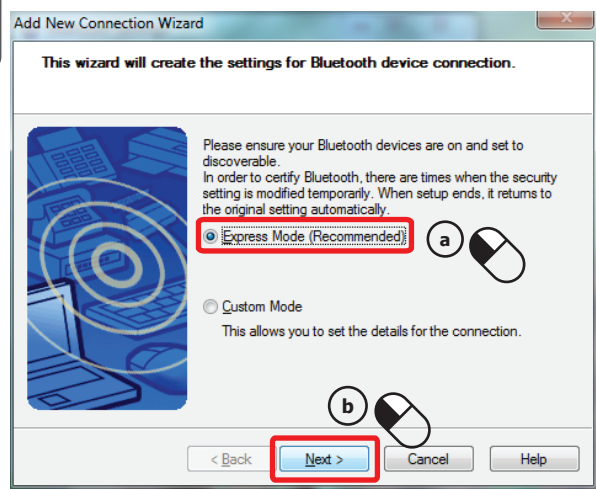 Add New Connection Wizard
This wizard will create the settings for Bluetooth device connection.
Please ensure your Bluetooth devices are on and set to
discoverable.
In order to certify Bluetooth, there are times when the security
setting is modified temporarily. When setup ends, it returns to
the original setting automatically.
Express Mode (Recommended)
a
Custom Mode
This allows you to set the details for the connection.
b
< Back Next > Cancel Help